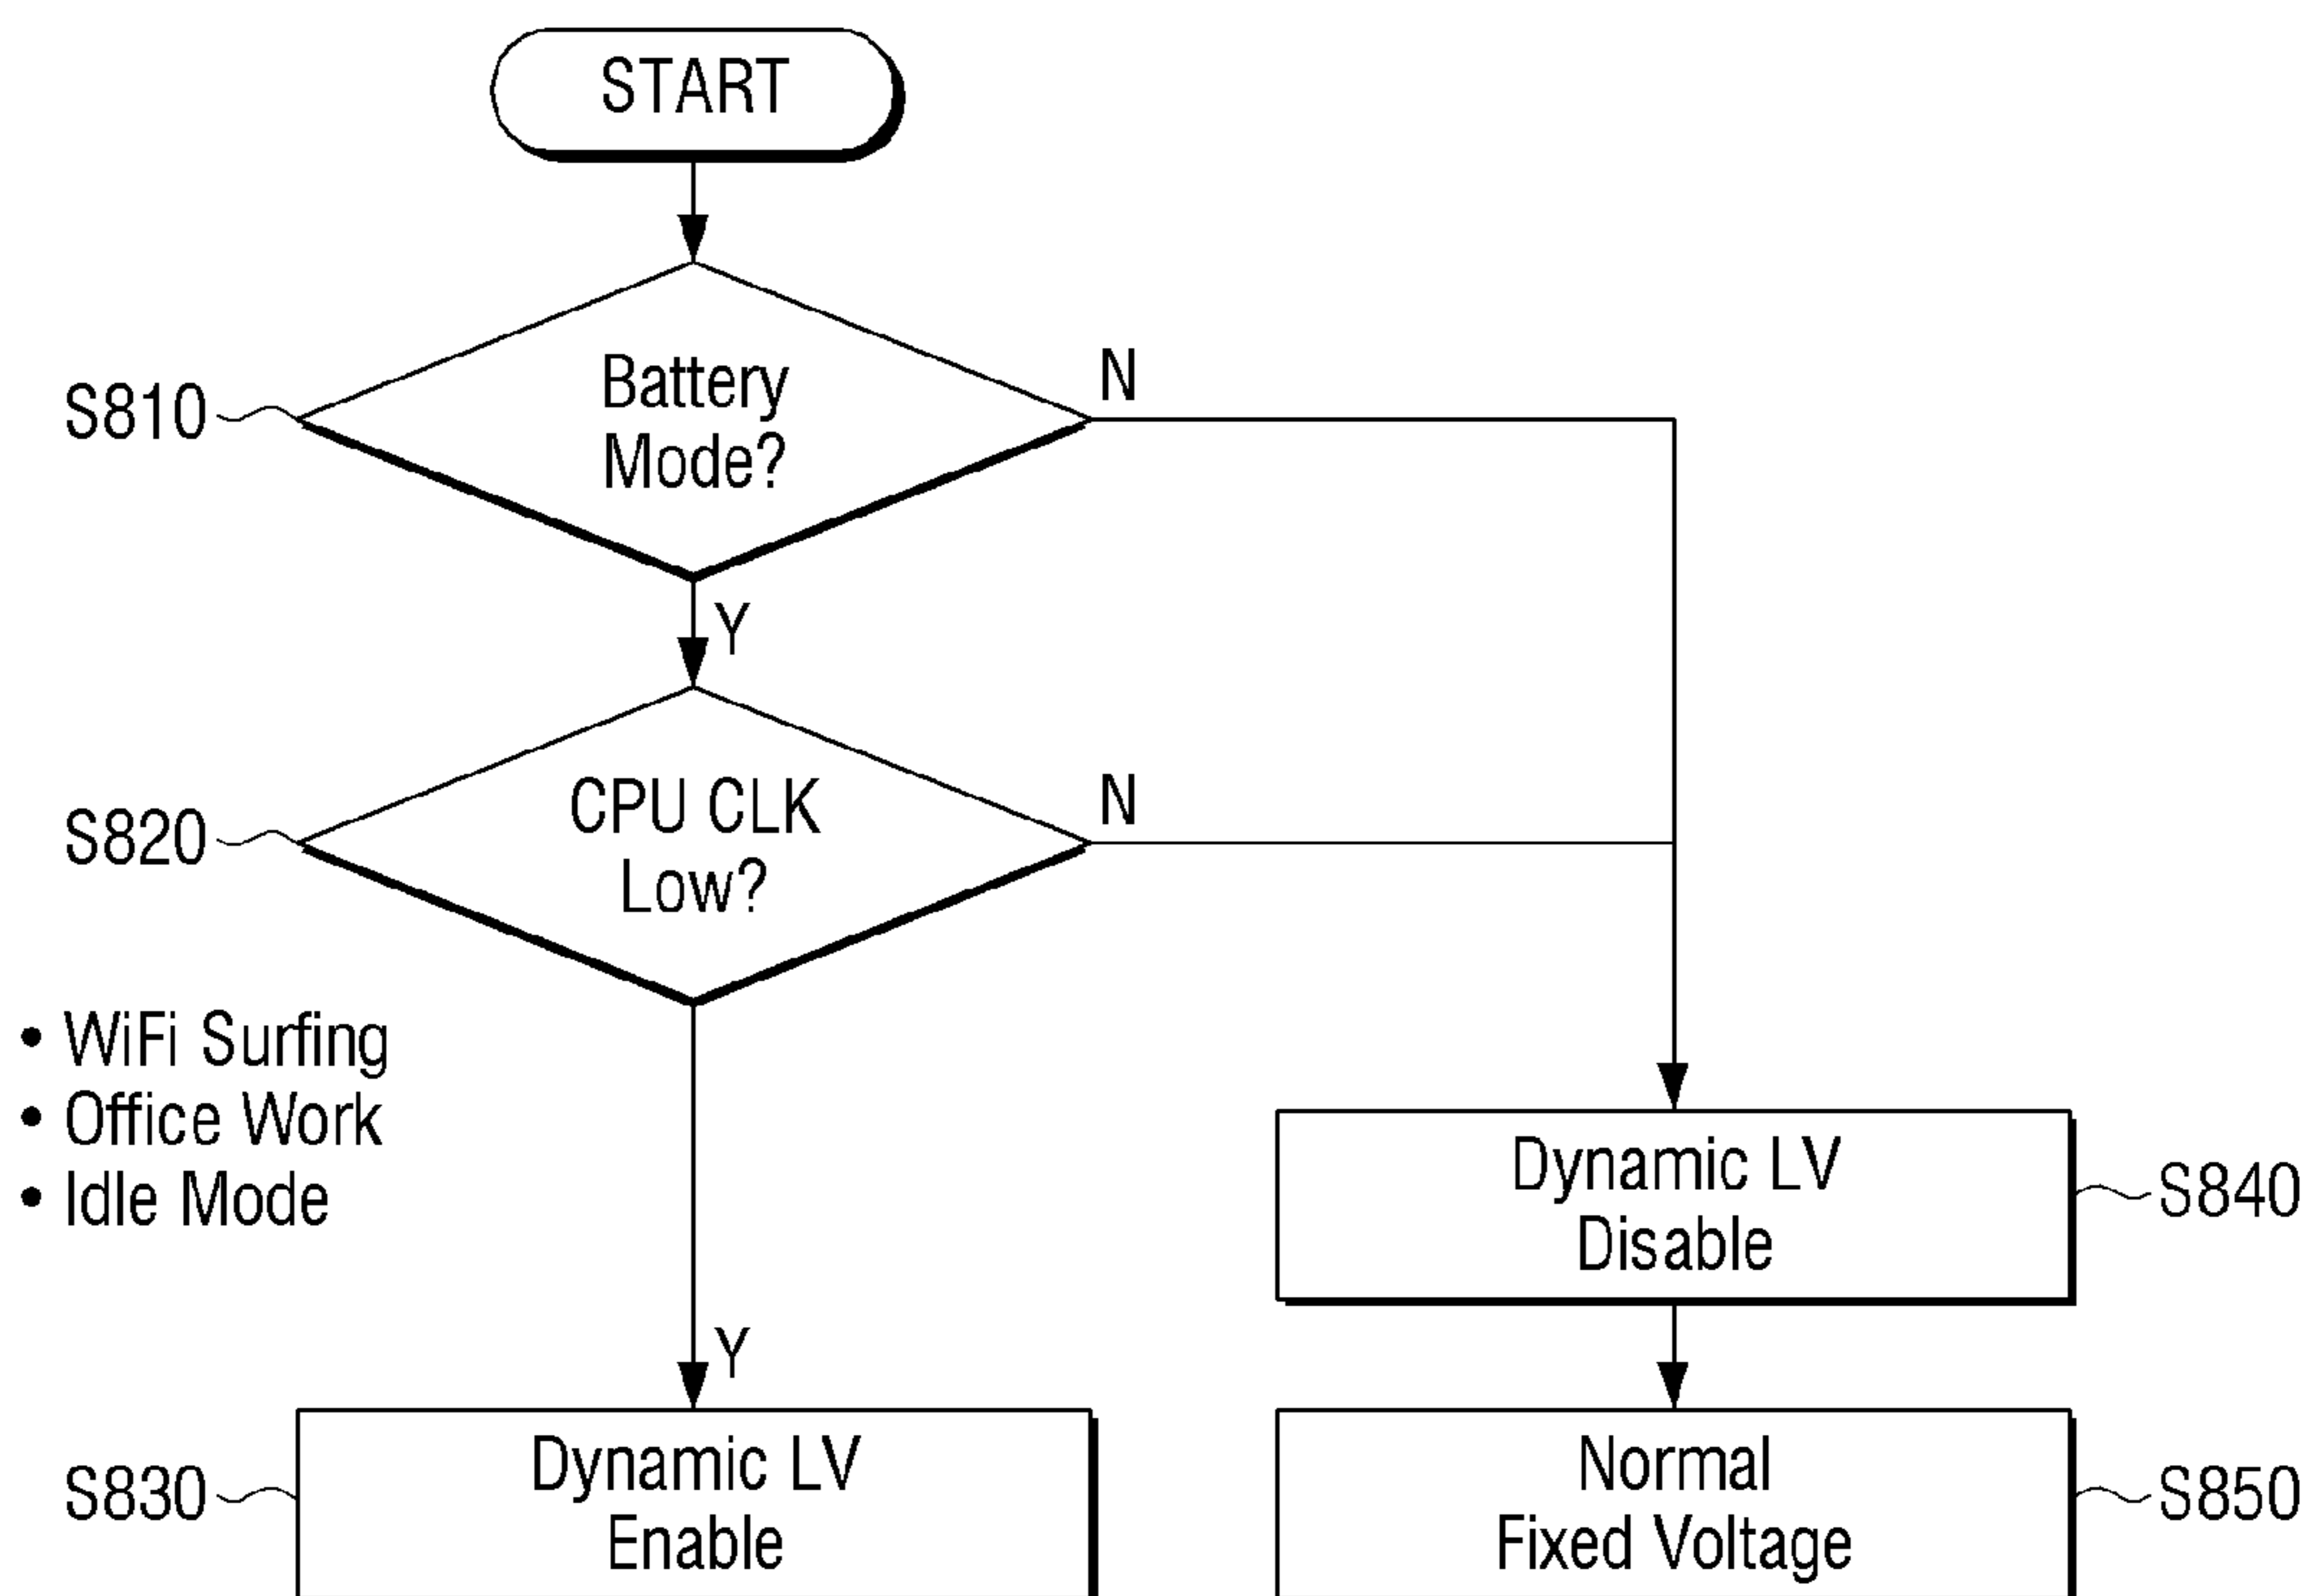 START
Battery
Mode?
N
S810
Y
CPU CLK
Low?
N
S820
• WiFi Surfing
• Office Work
• Idle Mode
Y
Dynamic LV
Disable
S840
Dynamic LV
Enable
S830
Normal
Fixed Voltage
S850